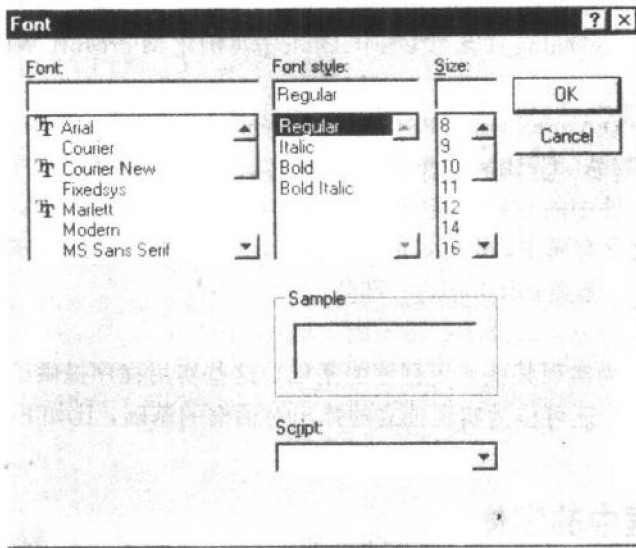 Font
? ×
Font:
Font style:
Size:
Regular
OK
Cancel
Arial
Courier
Courier New
Fixedsys
Marlett
Modern
MS Sans Serif
Regular
Italic
Bold
Bold Italic
8
9
10
11
12
14
16
Sample
Script: